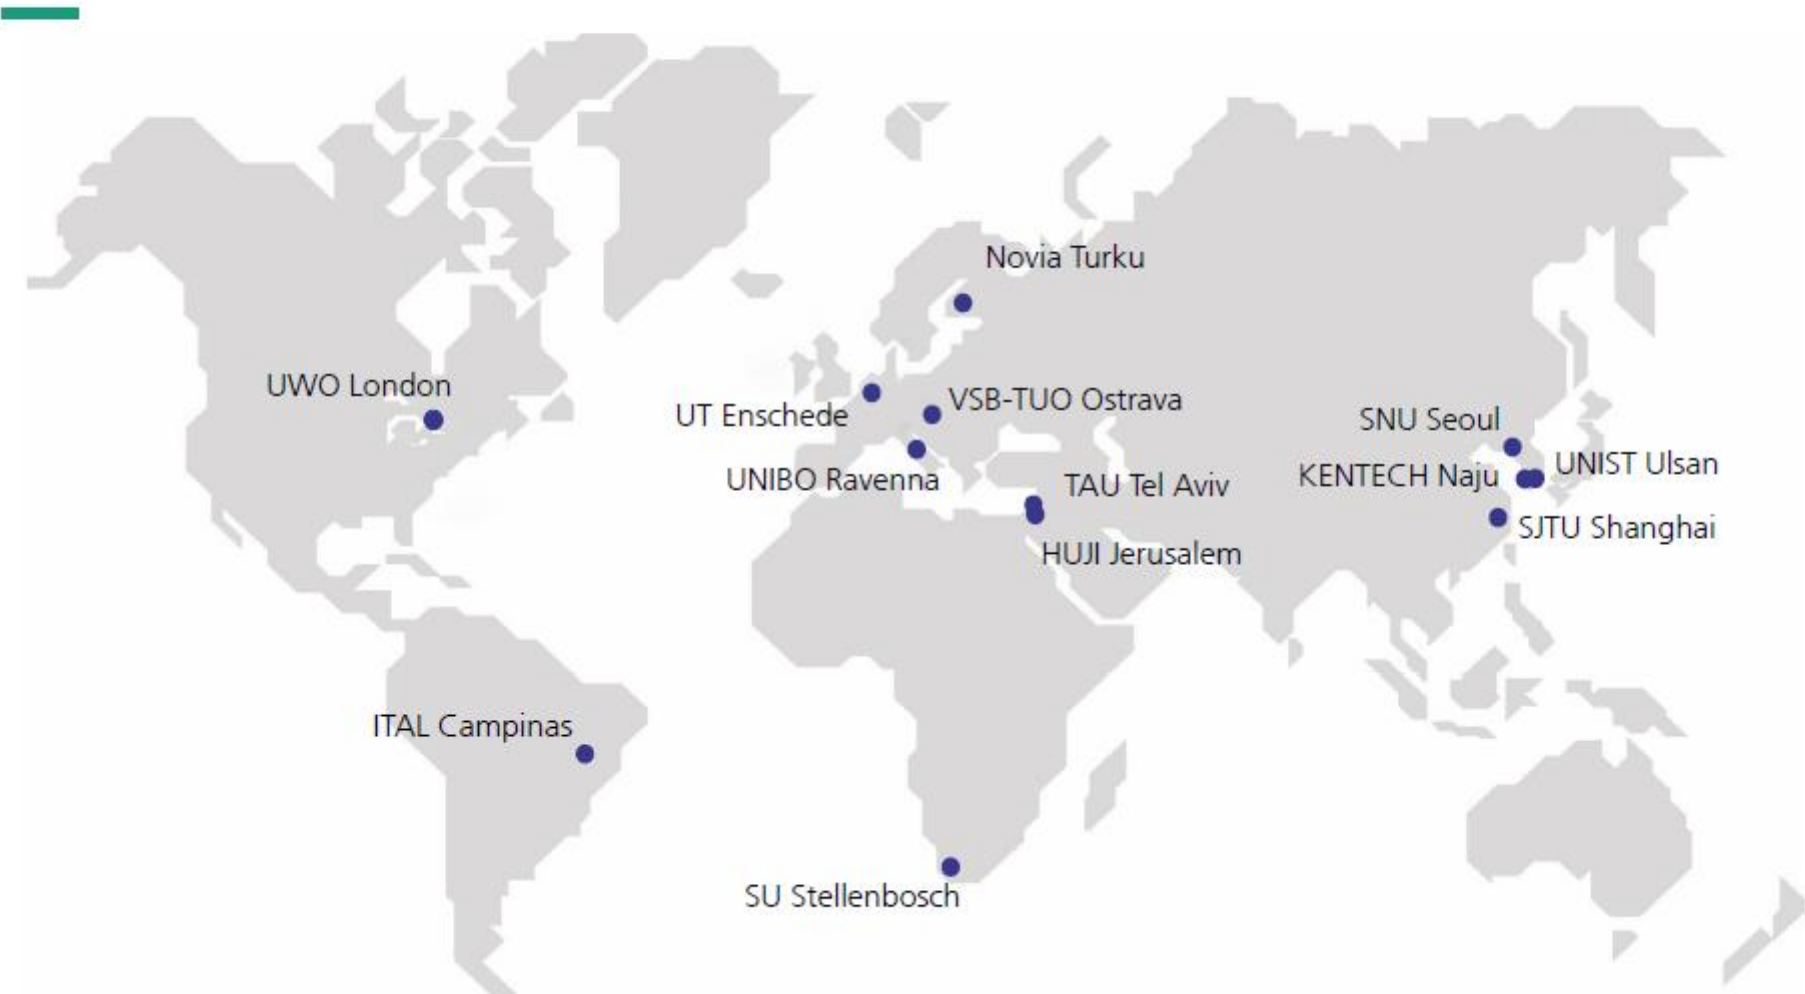 Novia Turku
UWO London
VSB-TUO Ostrava
UT Enschede
SNU Seoul
UNIST Ulsan
KENTECH Naju
UNIBO Ravenna
TAU Tel Aviv
SJTU Shanghai
HUJI Jerusalem
ITAL Campinas
SU Stellenbosch